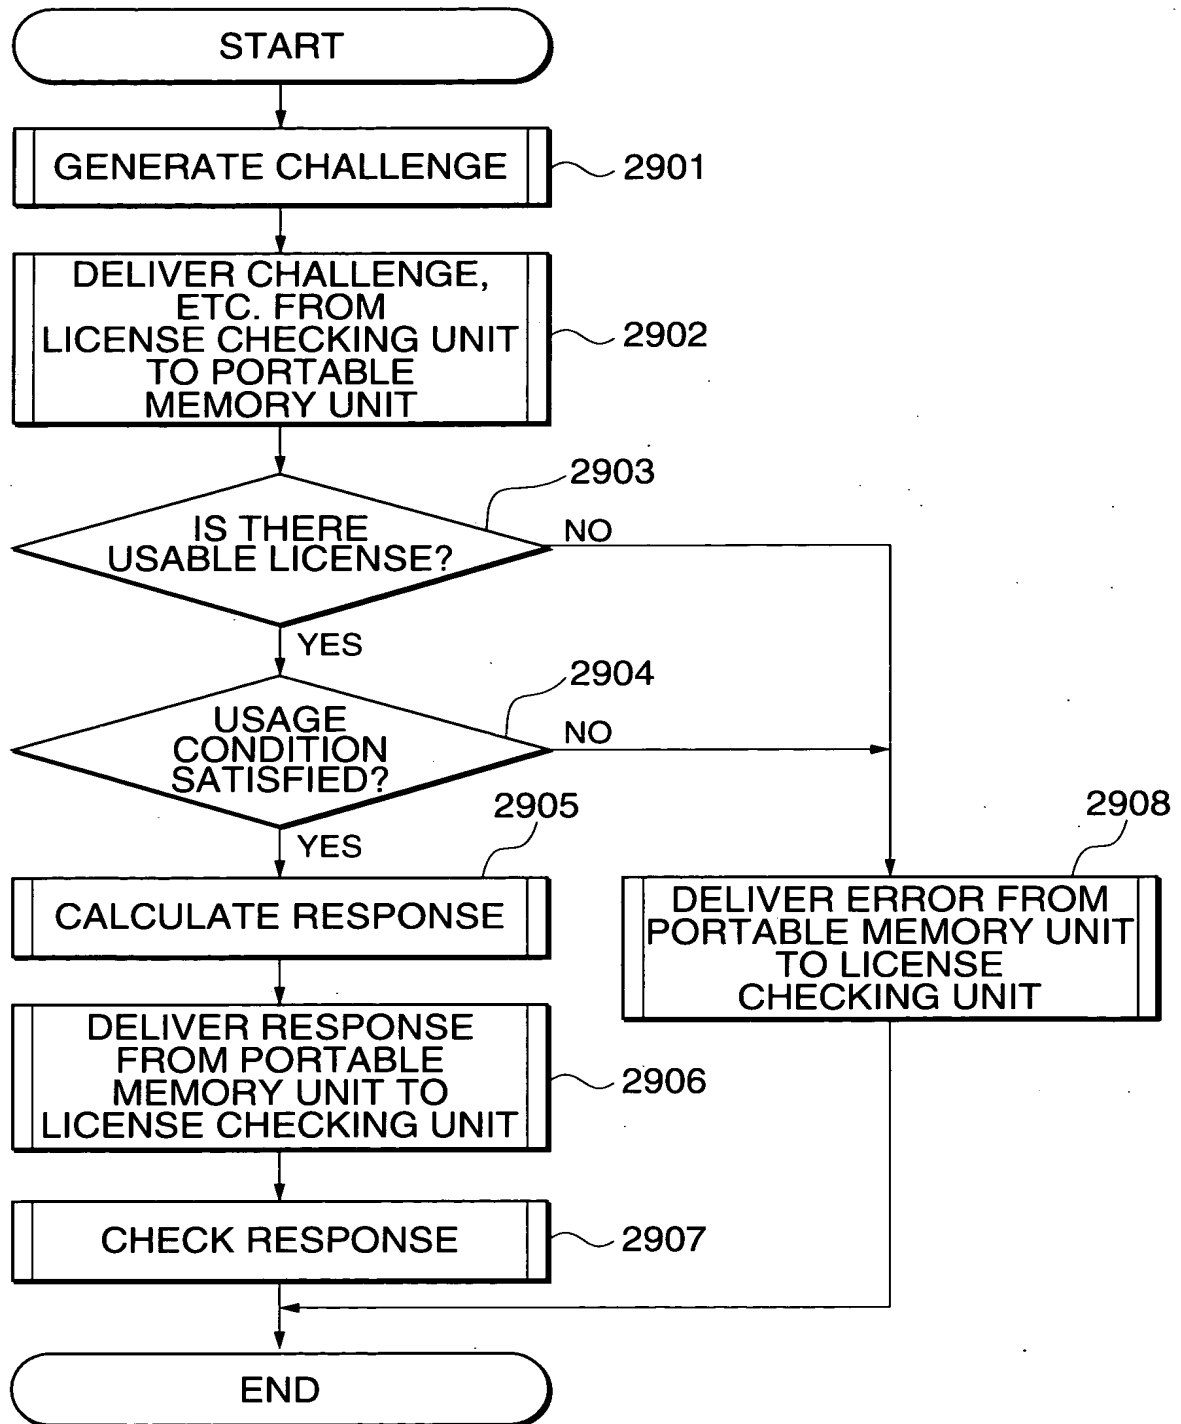 START
GENERATE CHALLENGE
2901
DELIVER CHALLENGE,
ETC. FROM
LICENSE CHECKING UNIT
TO PORTABLE
MEMORY UNIT
2902
2903
IS THERE
USABLE LICENSE?
NO
YES
2904
USAGE
CONDITION
SATISFIED?
NO
YES
2905
CALCULATE RESPONSE
2908
DELIVER ERROR FROM
PORTABLE MEMORY UNIT
TO LICENSE
CHECKING UNIT
DELIVER RESPONSE
FROM PORTABLE
MEMORY UNIT TO
LICENSE CHECKING UNIT
2906
CHECK RESPONSE
2907
END